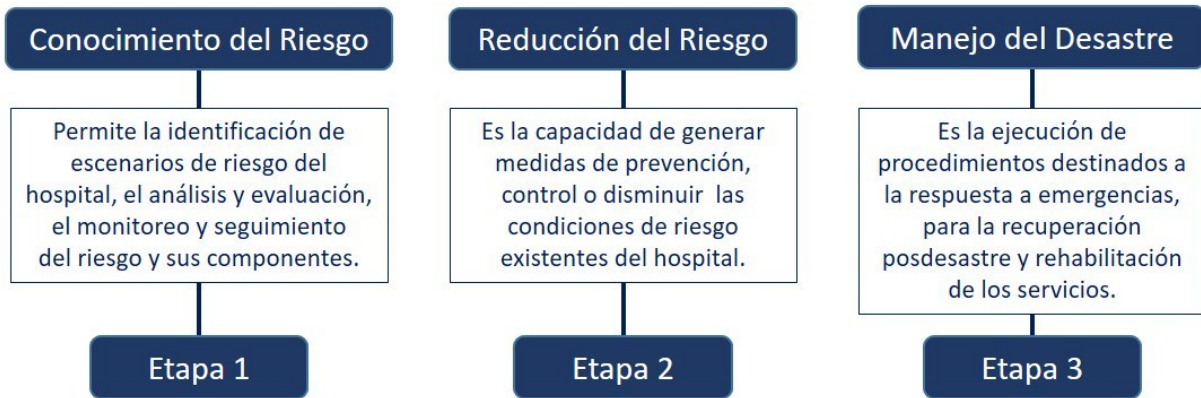 Conocimiento del Riesgo
Permite la identificación de
escenarios de riesgo del
hospital, el análisis y evaluación,
el monitoreo y seguimiento
del riesgo y sus componentes.
Etapa 1
Reducción del Riesgo
Es la capacidad de generar
medidas de prevención,
control o disminuir las
condiciones de riesgo
existentes del hospital.
Etapa 2
Manejo del Desastre
Es la ejecución de
procedimientos destinados a
la respuesta a emergencias,
para la recuperación
posdesastre y rehabilitación
de los servicios.
Etapa 3